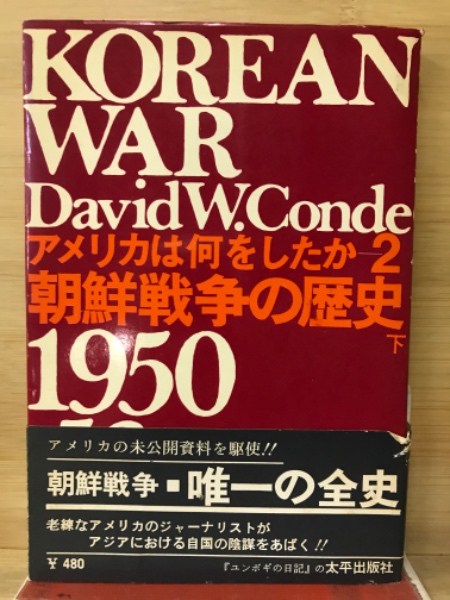 KOREAN
WAR
David W. Conde
アメリカは何をしたか-2
朝鮮戦争の歴史
下
1950
アメリカの未公開資料を駆使!!
朝鮮戦争・唯一の全史
老練なアメリカのジャーナリストが
アジアにおける自国の陰謀をあばく!!
¥ 480
『ユンボギの日記』の太平出版社